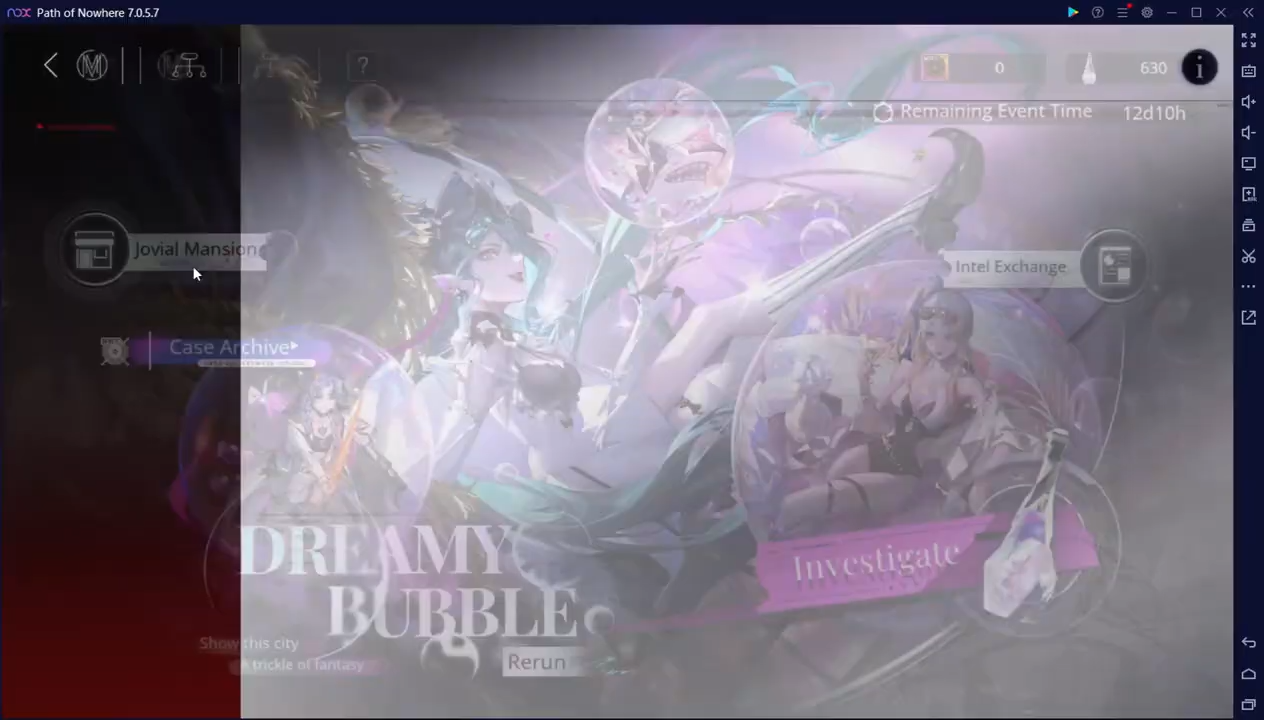 nox Path of Nowhere 7.0.5.7
0
630
Remaining Event Time 12d10h
Jovial Mansion
Intel Exchange
Case Archive
DREAMY
BUBBLE
Investigate
Show this city
A trickle of fantasy
Rerun